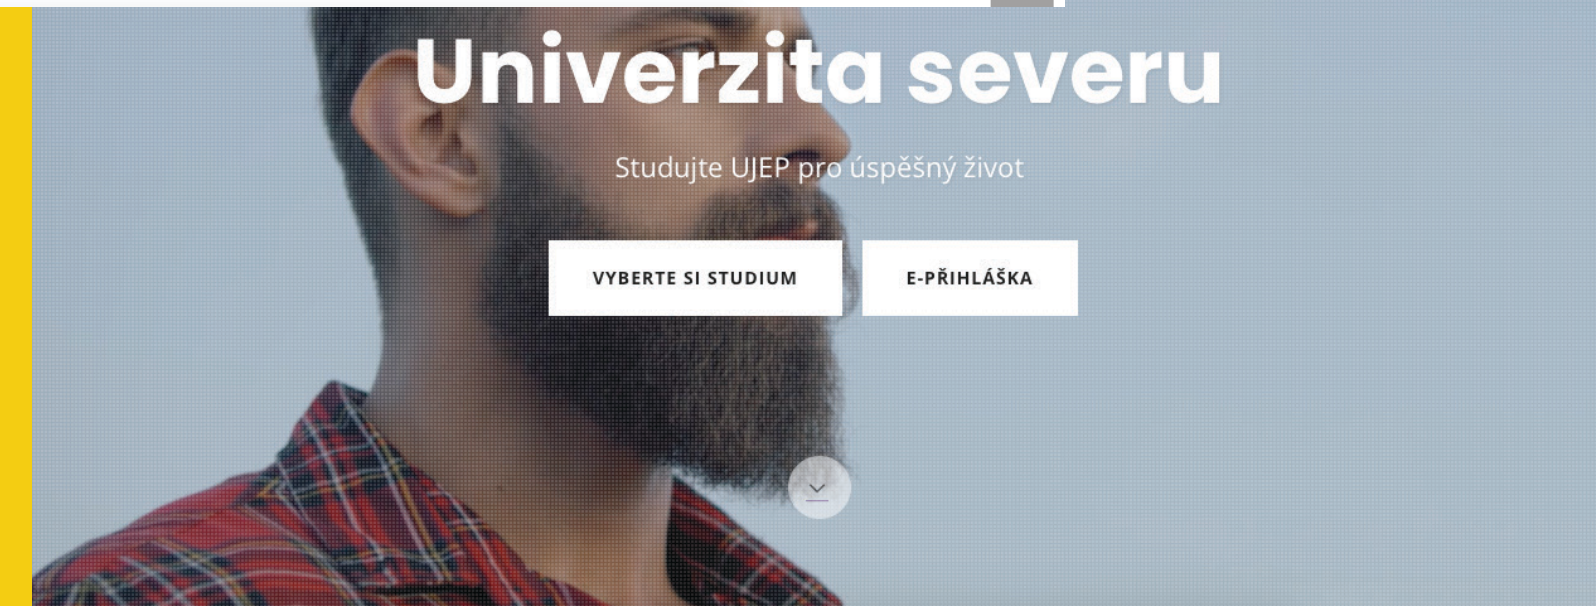 Univerzita severu
Studujte UJEP pro úspěšný život
VYBERTE SI STUDIUM
E-PŘIHLÁŠKA